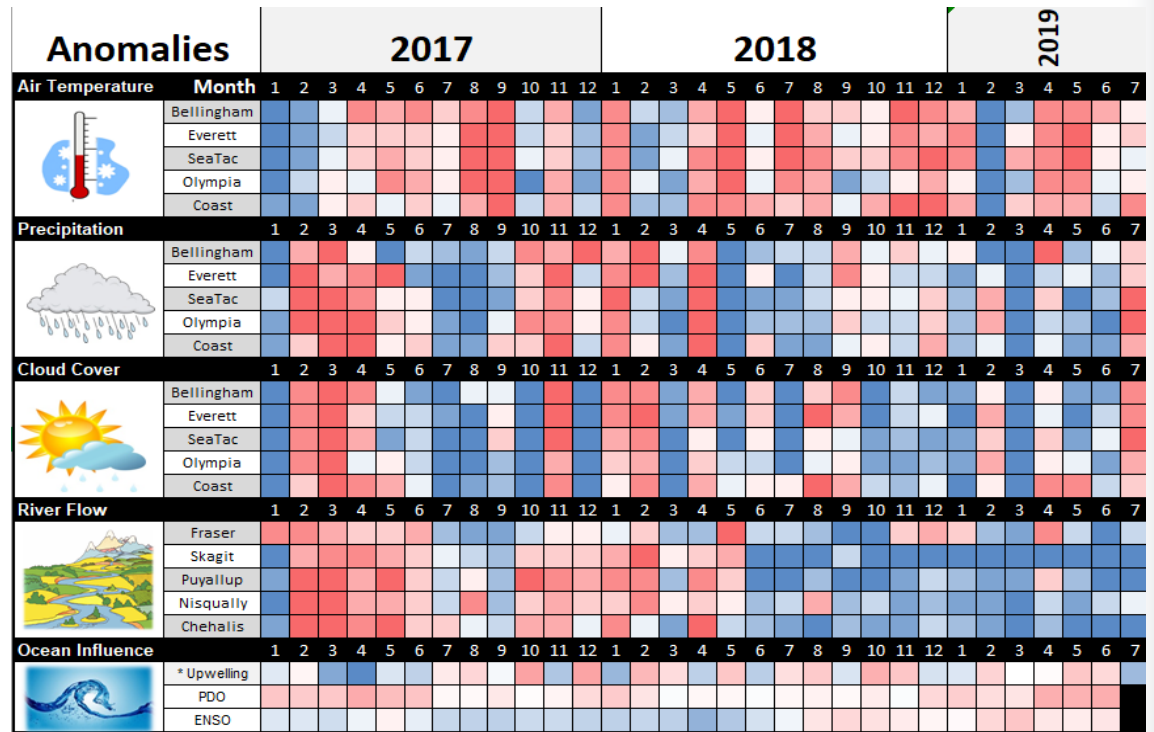 Anomalies 2017 2018 2019
Air Temperature Month 1 2 3 4 5 6 7 8 9 10 11 12 1 2 3 4 5 6 7 8 9 10 11 12 1 2 3 4 5 6 7
Bellingham
Everett
SeaTac
Olympia
Coast
Precipitation 1 2 3 4 5 6 7 8 9 10 11 12 1 2 3 4 5 6 7 8 9 10 11 12 1 2 3 4 5 6 7
Bellingham
Everett
SeaTac
Olympia
Coast
Cloud Cover 1 2 3 4 5 6 7 8 9 10 11 12 1 2 3 4 5 6 7 8 9 10 11 12 1 2 3 4 5 6 7
Bellingham
Everett
SeaTac
Olympia
Coast
River Flow 1 2 3 4 5 6 7 8 9 10 11 12 1 2 3 4 5 6 7 8 9 10 11 12 1 2 3 4 5 6 7
Fraser
Skagit
Puyallup
Nisqually
Chehalis
Ocean Influence 1 2 3 4 5 6 7 8 9 10 11 12 1 2 3 4 5 6 7 8 9 10 11 12 1 2 3 4 5 6 7
* Upwelling
PDO
ENSO